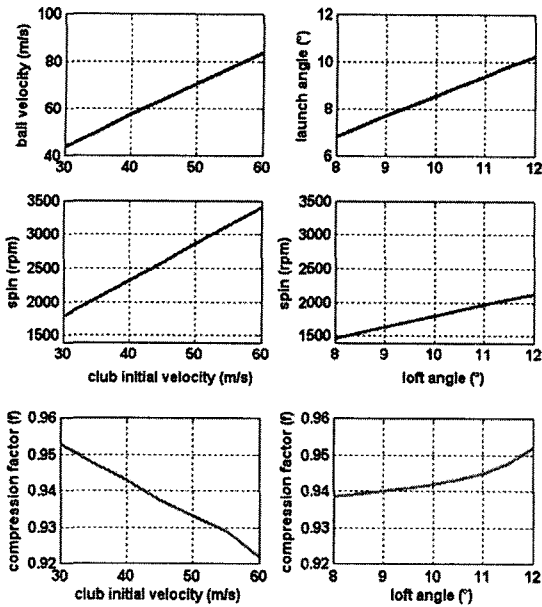 100
80
60
40
ball velocity (m/s)
30 40 50 60
12
10
8
6
launch angle (°)
8 9 10 11 12
3500
3000
2500
2000
1500
spin (rpm)
30 40 50 60
club initial velocity (m/s)
3500
3000
2500
2000
1500
spin (rpm)
8 9 10 11 12
loft angle (°)
0.96
0.95
0.94
0.93
0.92
compression factor (f)
30 40 50 60
club initial velocity (m/s)
0.96
0.95
0.94
0.93
0.92
compression factor (f)
8 9 10 11 12
loft angle (°)